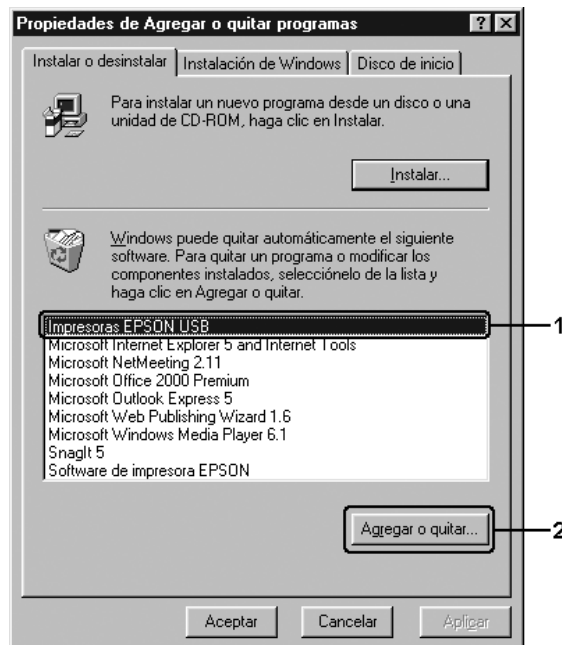 Propiedades de Agregar o quitar programas
Instalar o desinstalar Instalación de Windows Disco de inicio
Para instalar un nuevo programa desde un disco o una
unidad de CD-ROM, haga clic en Instalar.
Instalar...
Windows puede quitar automáticamente el siguiente
software. Para quitar un programa o modificar los
componentes instalados, selecciónelo de la lista y
haga clic en Agregar o quitar.
Impresoras EPSON USB
1
Microsoft Internet Explorer 5 and Internet Tools
Microsoft NetMeeting 2.11
Microsoft Office 2000 Premium
Microsoft Outlook Express 5
Microsoft Web Publishing Wizard 1.6
Microsoft Windows Media Player 6.1
SnagIt 5
Software de impresora EPSON
Agregar o quitar...
2
Aceptar Cancelar Aplicar